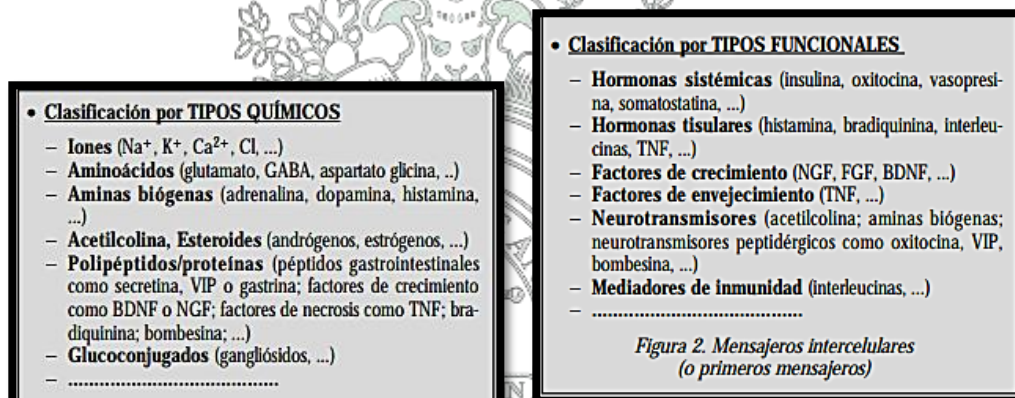 • Clasificación por TIPOS QUÍMICOS
– Iones (Na+, K+, Ca2+, Cl, ...)
– Aminoácidos (glutamato, GABA, aspartato glicina, ..)
– Aminas biógenas (adrenalina, dopamina, histamina,
...)
– Acetilcolina, Esteroides (andrógenos, estrógenos, ...)
– Polipéptidos/proteínas (péptidos gastrointestinales
como secretina, VIP o gastrina; factores de crecimiento
como BDNF o NGF; factores de necrosis como TNF; bra-
diquinina; bombesina; ...)
– Glucoconjugados (gangliósidos, ...)
– ........................................
• Clasificación por TIPOS FUNCIONALES
– Hormonas sistémicas (insulina, oxitocina, vasopresi-
na, somatostatina, ...)
– Hormonas tisulares (histamina, bradiquinina, interleu-
cinas, TNF, ...)
– Factores de crecimiento (NGF, FGF, BDNF, ...)
– Factores de envejecimiento (TNF, ...)
– Neurotransmisores (acetilcolina; aminas biógenas;
neurotransmisores peptidérgicos como oxitocina, VIP,
bombesina, ...)
– Mediadores de inmunidad (interleucinas, ...)
– ........................................
Figura 2. Mensajeros intercelulares
(o primeros mensajeros)